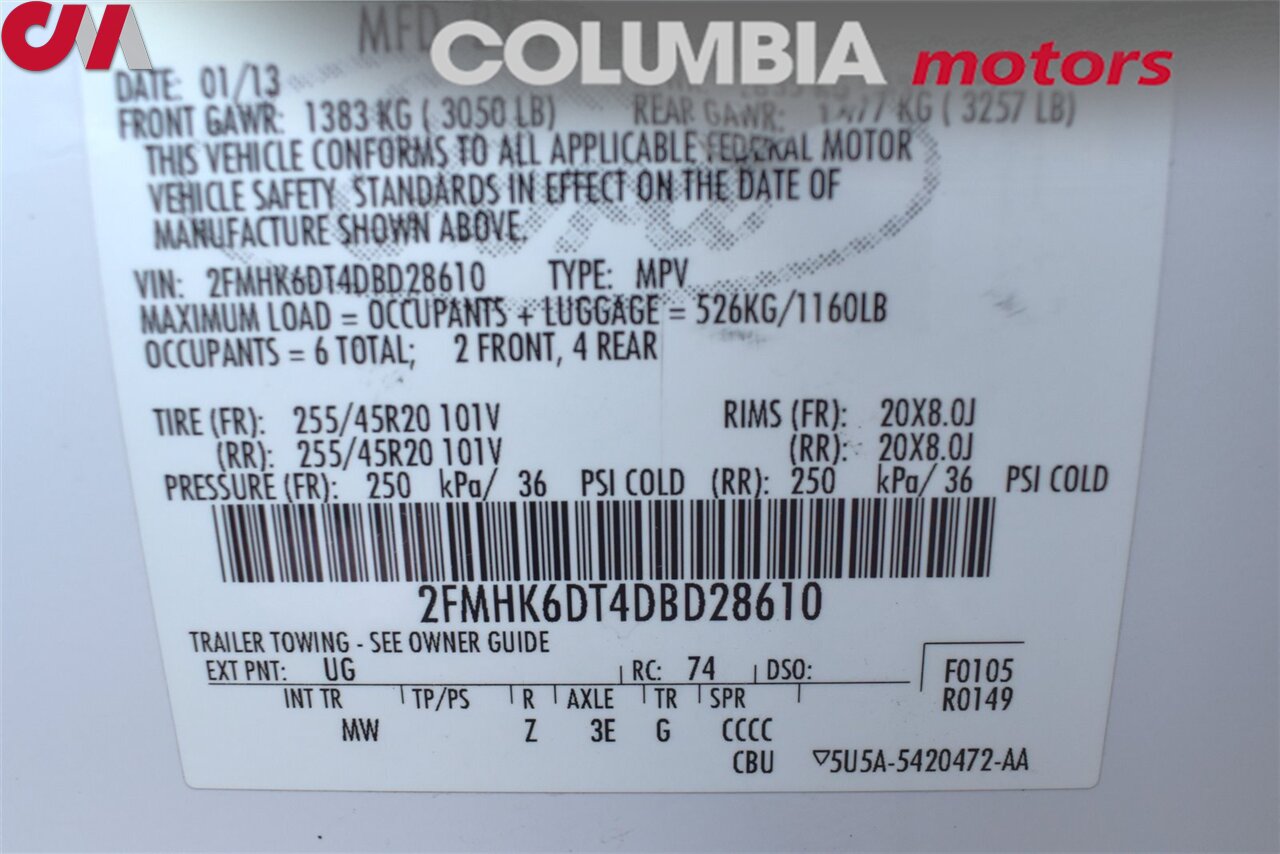 CM
COLUMBIA motors
MFD
DATE: 01/13
FRONT GAWR: 1383 KG ( 3050 LB) REAR GAWR: 1477 KG ( 3257 LB)
THIS VEHICLE CONFORMS TO ALL APPLICABLE FEDERAL MOTOR
VEHICLE SAFETY STANDARDS IN EFFECT ON THE DATE OF
MANUFACTURE SHOWN ABOVE.
VIN: 2FMHK6DT4DBD28610 TYPE: MPV
MAXIMUM LOAD = OCCUPANTS + LUGGAGE = 526KG/1160LB
OCCUPANTS = 6 TOTAL; 2 FRONT, 4 REAR
TIRE (FR): 255/45R20 101V RIMS (FR): 20X8.0J
(RR): 255/45R20 101V (RR): 20X8.0J
PRESSURE (FR): 250 kPa/ 36 PSI COLD (RR): 250 kPa/ 36 PSI COLD
2FMHK6DT4DBD28610
TRAILER TOWING - SEE OWNER GUIDE
EXT PNT: UG RC: 74 DSO: F0105
INT TR TP/PS R AXLE TR SPR R0149
MW Z 3E G CCCC
CBU ▽5U5A-5420472-AA